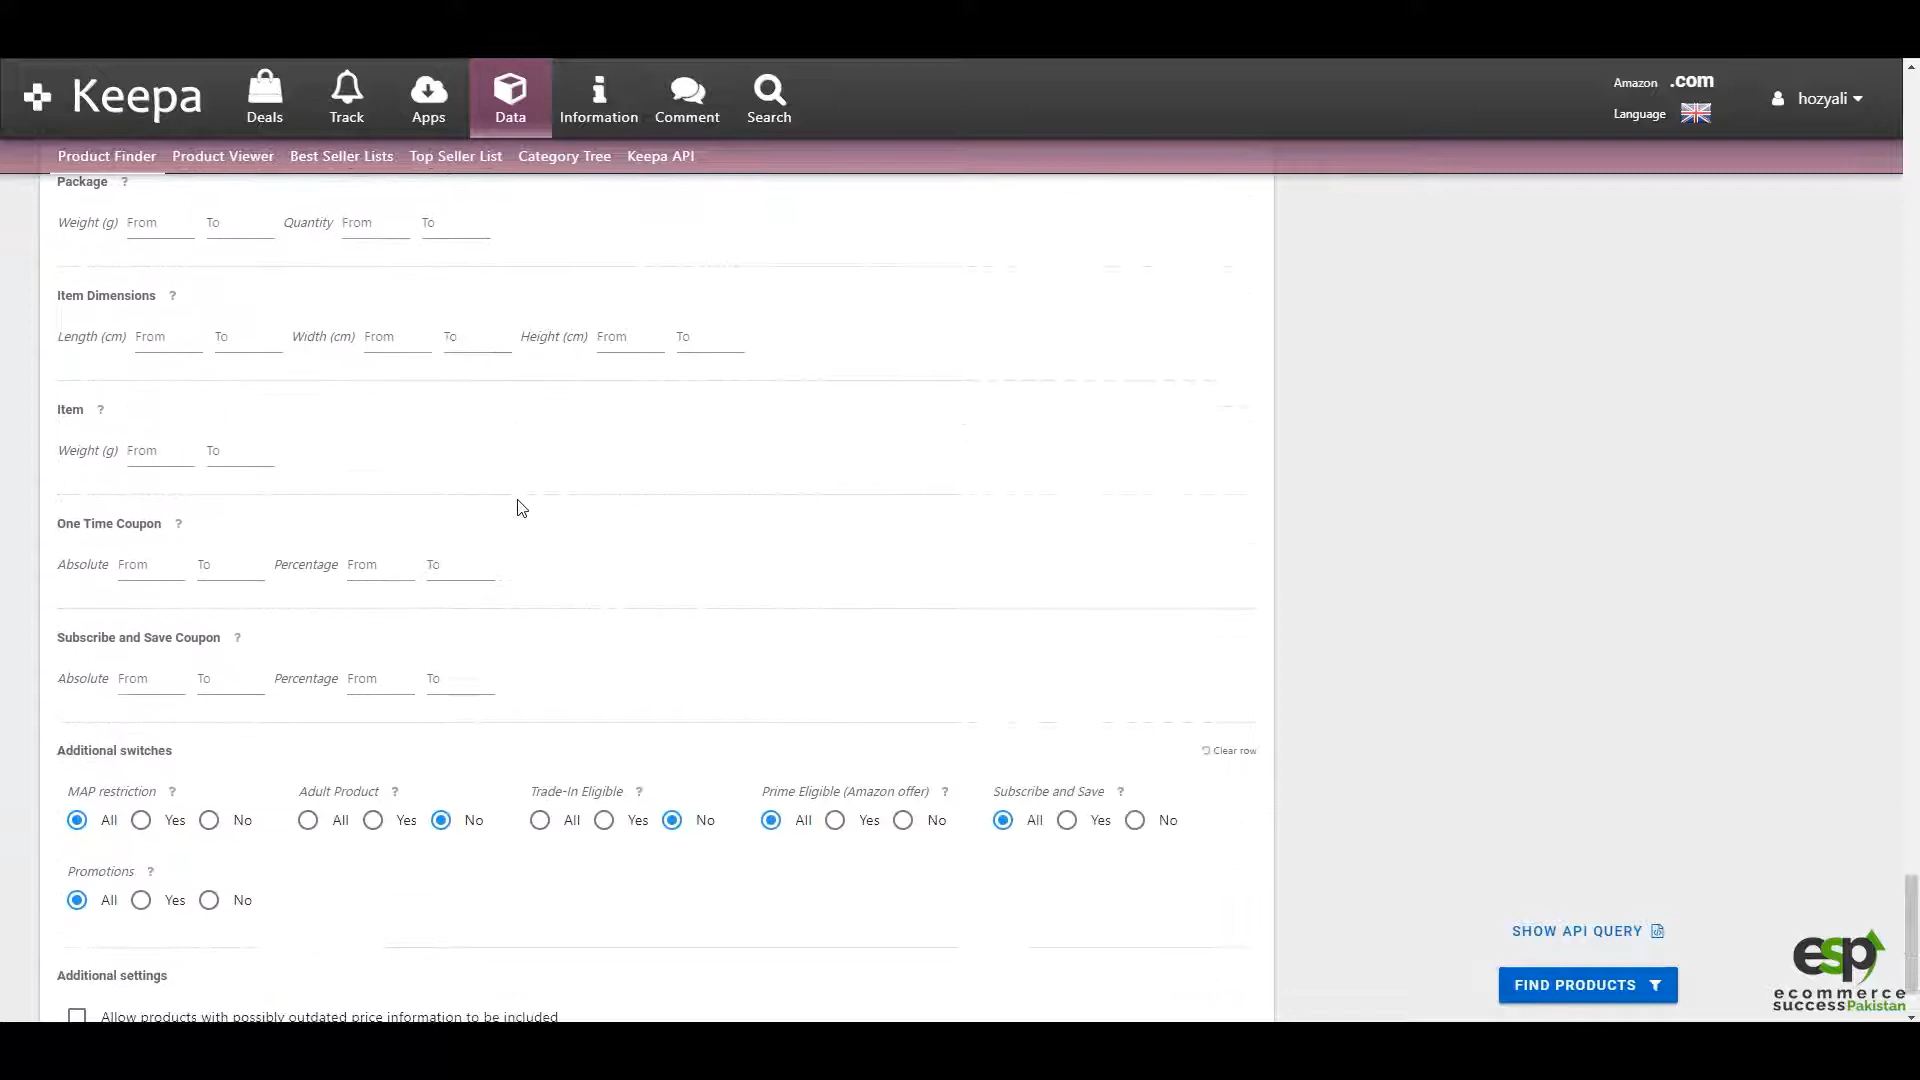 Keepa
Deals
Track
Apps
Data
Information
Comment
Search
Amazon .com
Language
hozyali
Product Finder Product Viewer Best Seller Lists Top Seller List Category Tree Keepa API
Package ?
Weight (g) From To Quantity From To
Item Dimensions ?
Length (cm) From To Width (cm) From To Height (cm) From To
Item ?
Weight (g) From To
One Time Coupon ?
Absolute From To Percentage From To
Subscribe and Save Coupon ?
Absolute From To Percentage From To
Additional switches
Clear row
MAP restriction ? Adult Product ? Trade-In Eligible ? Prime Eligible (Amazon offer) ? Subscribe and Save ?
All Yes No All Yes No All Yes No All Yes No All Yes No
Promotions ?
All Yes No
Additional settings
Allow products with possibly outdated price information to be included
SHOW API QUERY
FIND PRODUCTS
esp
ecommerce
successPakistan